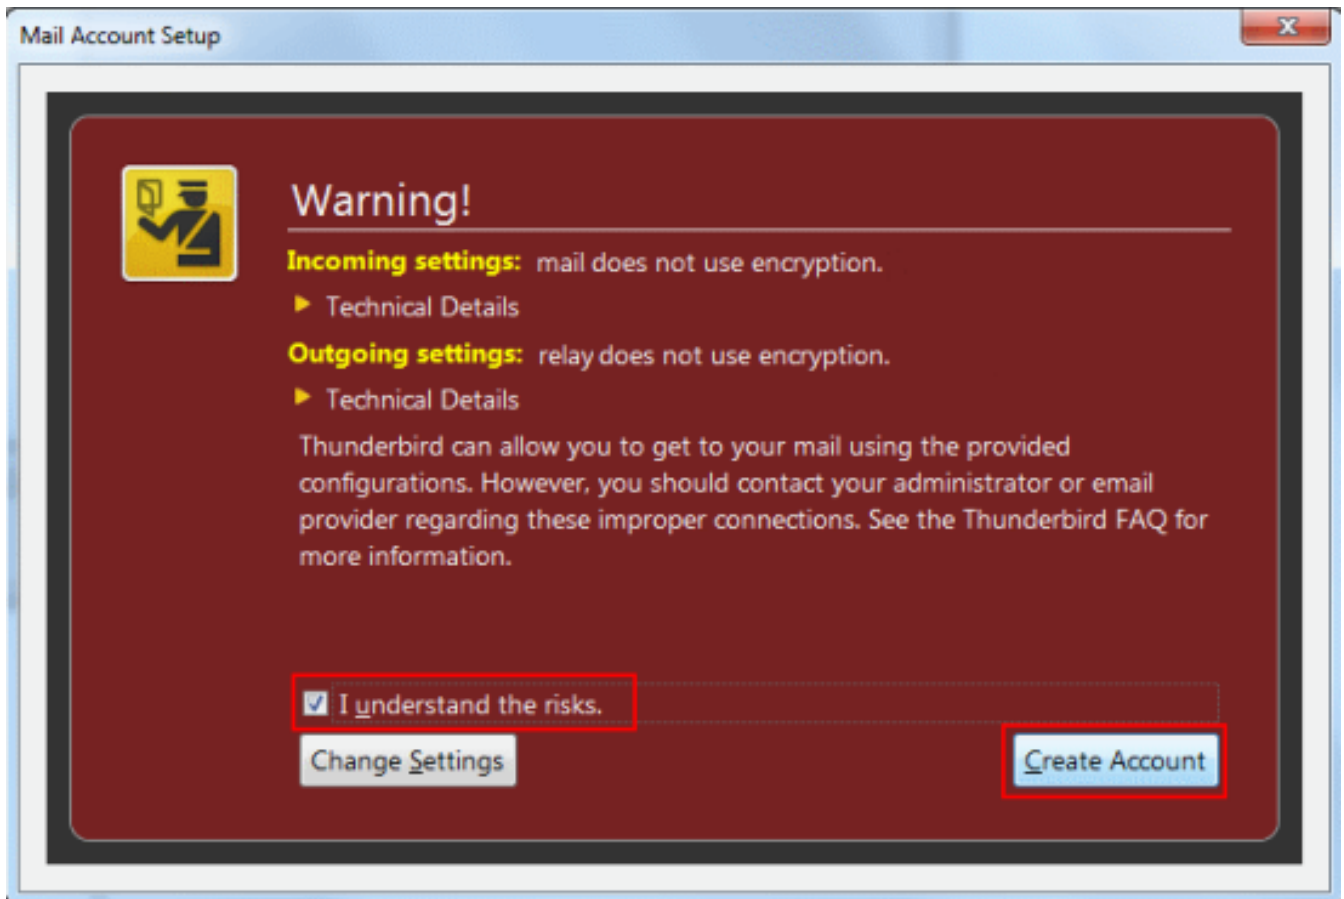 Mail Account Setup
Warning!
Incoming settings: mail does not use encryption.
Technical Details
Outgoing settings: relay does not use encryption.
Technical Details
Thunderbird can allow you to get to your mail using the provided
configurations. However, you should contact your administrator or email
provider regarding these improper connections. See the Thunderbird FAQ for
more information.
I understand the risks.
Change Settings
Create Account